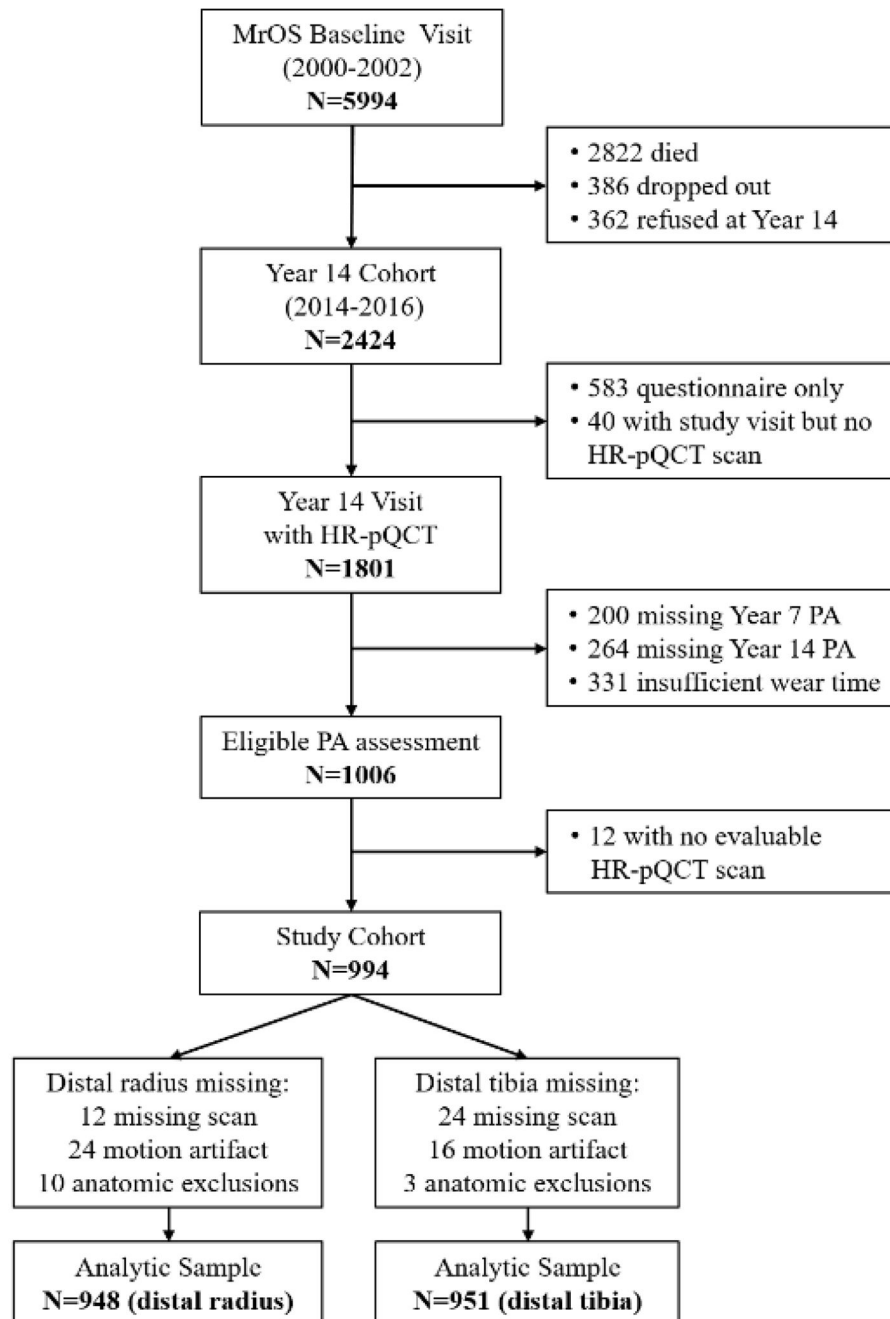 MrOS Baseline Visit
(2000-2002)
N=5994
• 2822 died
• 386 dropped out
• 362 refused at Year 14
Year 14 Cohort
(2014-2016)
N=2424
• 583 questionnaire only
• 40 with study visit but no
HR-pQCT scan
Year 14 Visit
with HR-pQCT
N=1801
• 200 missing Year 7 PA
• 264 missing Year 14 PA
• 331 insufficient wear time
Eligible PA assessment
N=1006
• 12 with no evaluable
HR-pQCT scan
Study Cohort
N=994
Distal radius missing:
12 missing scan
24 motion artifact
10 anatomic exclusions
Distal tibia missing:
24 missing scan
16 motion artifact
3 anatomic exclusions
Analytic Sample
N=948 (distal radius)
Analytic Sample
N=951 (distal tibia)